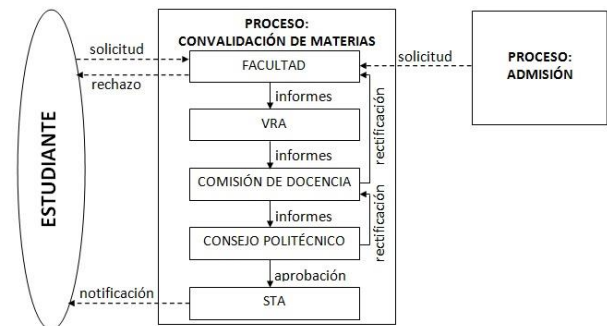 PROCESO:
CONVALIDACIÓN DE MATERIAS
solicitud
FACULTAD
solicitud
PROCESO:
ADMISIÓN
rechazo
informes
rectificación
VRA
informes
ESTUDIANTE
COMISIÓN DE DOCENCIA
informes
rectificación
CONSEJO POLITÉCNICO
aprobación
notificación
STA